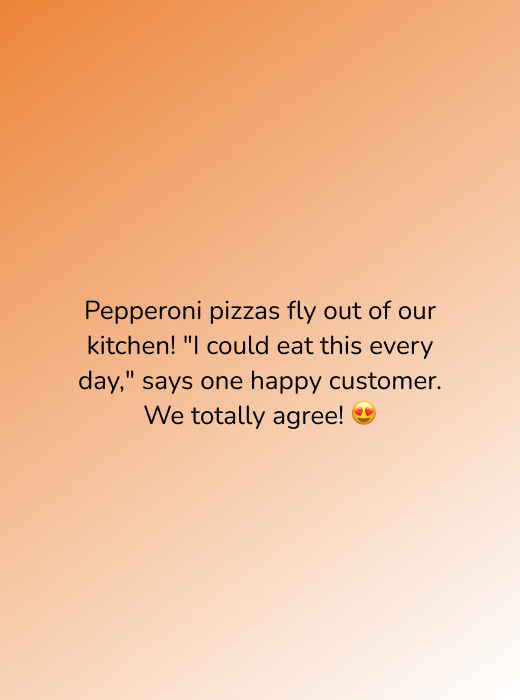 Pepperoni pizzas fly out of our
kitchen! "I could eat this every
day," says one happy customer.
We totally agree! 😍